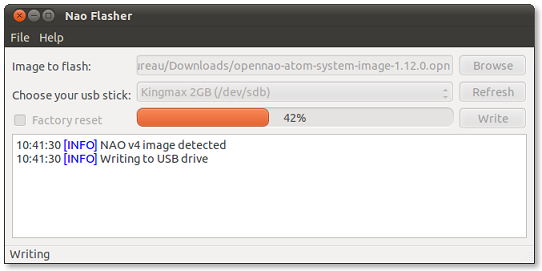 Nao Flasher
File Help
Image to flash: ureau/Downloads/opennao-atom-system-image-1.12.0.opn Browse
Choose your usb stick: Kingmax 2GB (/dev/sdb) Refresh
Factory reset 42% Write
10:41:30 [INFO] NAO v4 image detected
10:41:30 [INFO] Writing to USB drive
Writing